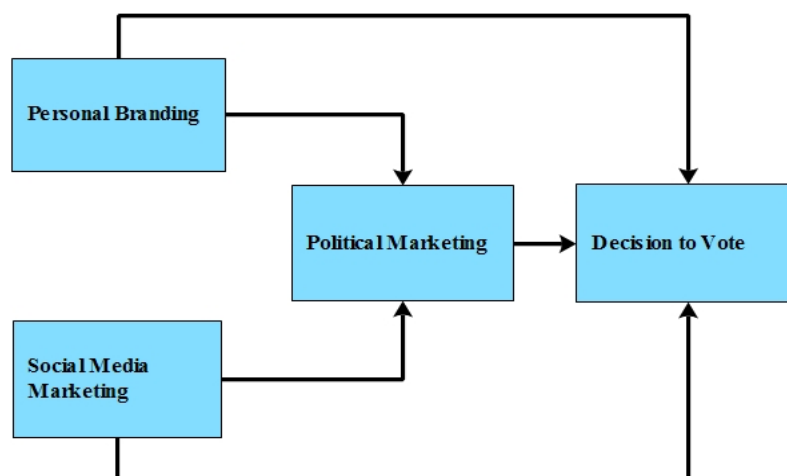 Personal Branding
Political Marketing
Decision to Vote
Social Media
Marketing